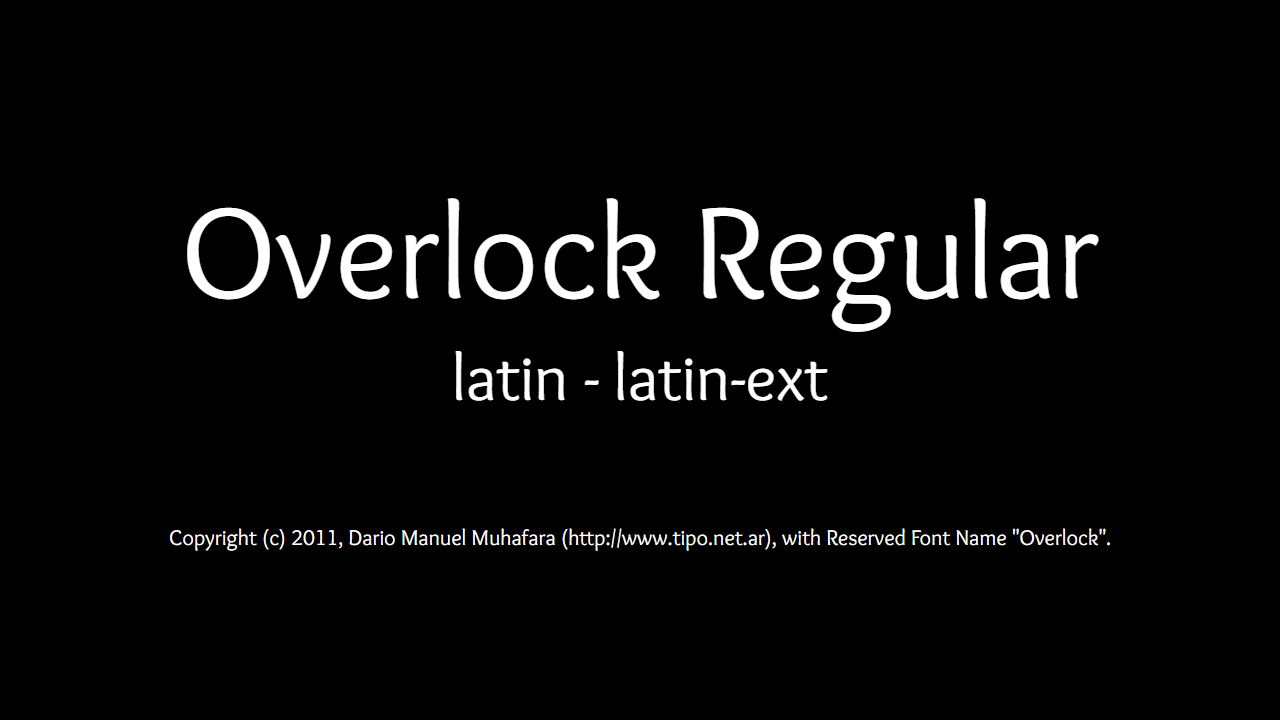 Overlock Regular
latin - latin-ext
Copyright (c) 2011, Dario Manuel Muhafara (http://www.tipo.net.ar), with Reserved Font Name "Overlock".